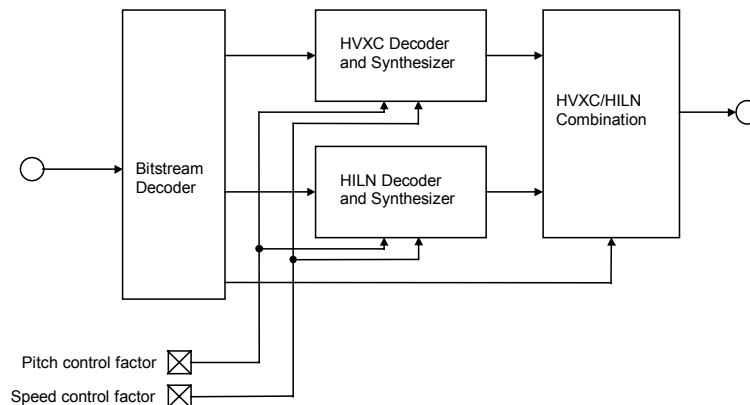 HVXC Decoder
and Synthesizer
HVXC/HILN
Combination
Bitstream
Decoder
HILN Decoder
and Synthesizer
Pitch control factor
Speed control factor